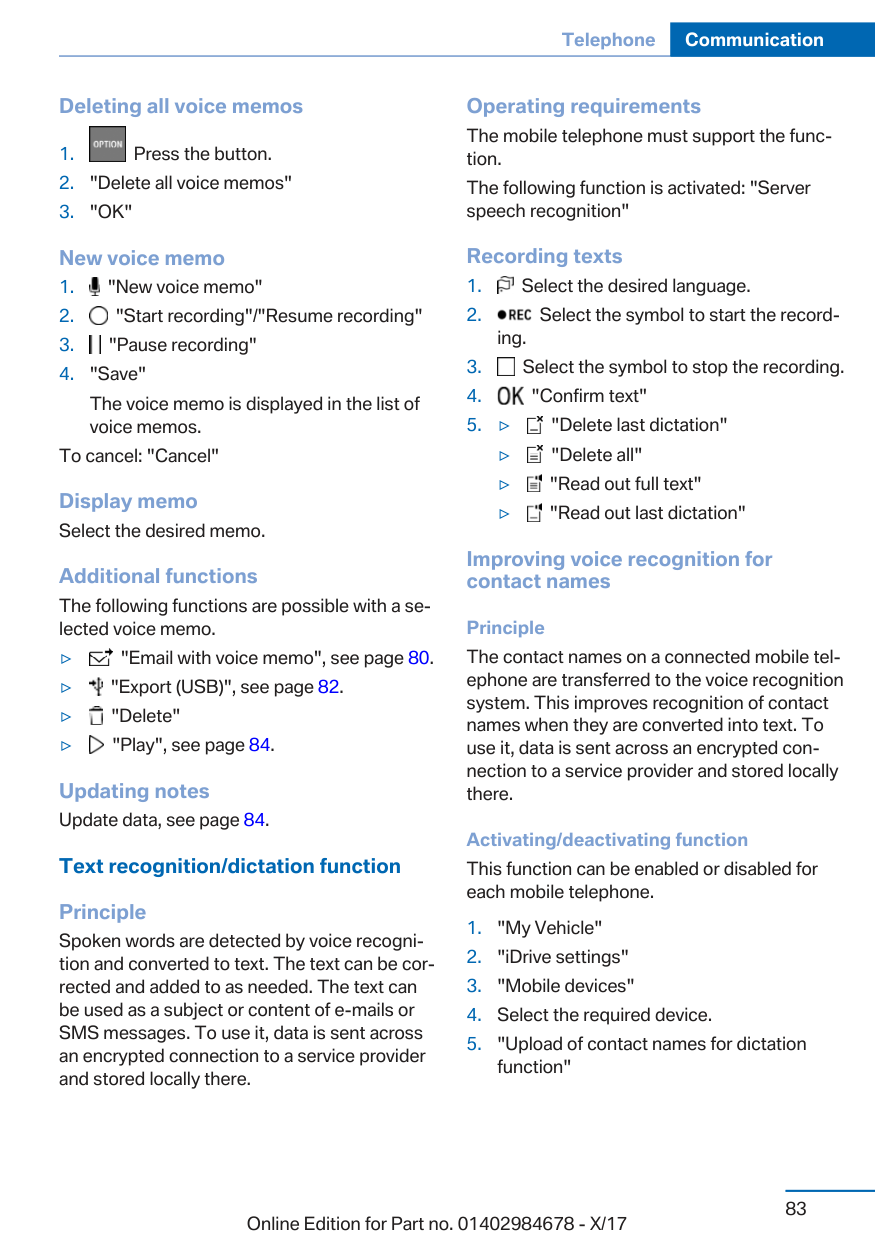 Telephone Communication
Deleting all voice memos
1. OPTION Press the button.
2. "Delete all voice memos"
3. "OK"
New voice memo
1. "New voice memo"
2. "Start recording"/"Resume recording"
3. "Pause recording"
4. "Save"
The voice memo is displayed in the list of
voice memos.
To cancel: "Cancel"
Display memo
Select the desired memo.
Additional functions
The following functions are possible with a se-
lected voice memo.
▷ "Email with voice memo", see page 80.
▷ "Export (USB)", see page 82.
▷ "Delete"
▷ "Play", see page 84.
Updating notes
Update data, see page 84.
Text recognition/dictation function
Principle
Spoken words are detected by voice recogni-
tion and converted to text. The text can be cor-
rected and added to as needed. The text can
be used as a subject or content of e-mails or
SMS messages. To use it, data is sent across
an encrypted connection to a service provider
and stored locally there.
Operating requirements
The mobile telephone must support the func-
tion.
The following function is activated: "Server
speech recognition"
Recording texts
1. Select the desired language.
2. ●REC Select the symbol to start the record-
ing.
3. Select the symbol to stop the recording.
4. OK "Confirm text"
5. ▷ "Delete last dictation"
▷ "Delete all"
▷ "Read out full text"
▷ "Read out last dictation"
Improving voice recognition for
contact names
Principle
The contact names on a connected mobile tel-
ephone are transferred to the voice recognition
system. This improves recognition of contact
names when they are converted into text. To
use it, data is sent across an encrypted con-
nection to a service provider and stored locally
there.
Activating/deactivating function
This function can be enabled or disabled for
each mobile telephone.
1. "My Vehicle"
2. "iDrive settings"
3. "Mobile devices"
4. Select the required device.
5. "Upload of contact names for dictation
function"
83
Online Edition for Part no. 01402984678 - X/17